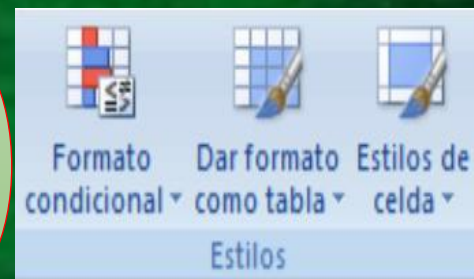 Formato condicional
Dar formato como tabla
Estilos de celda
Estilos